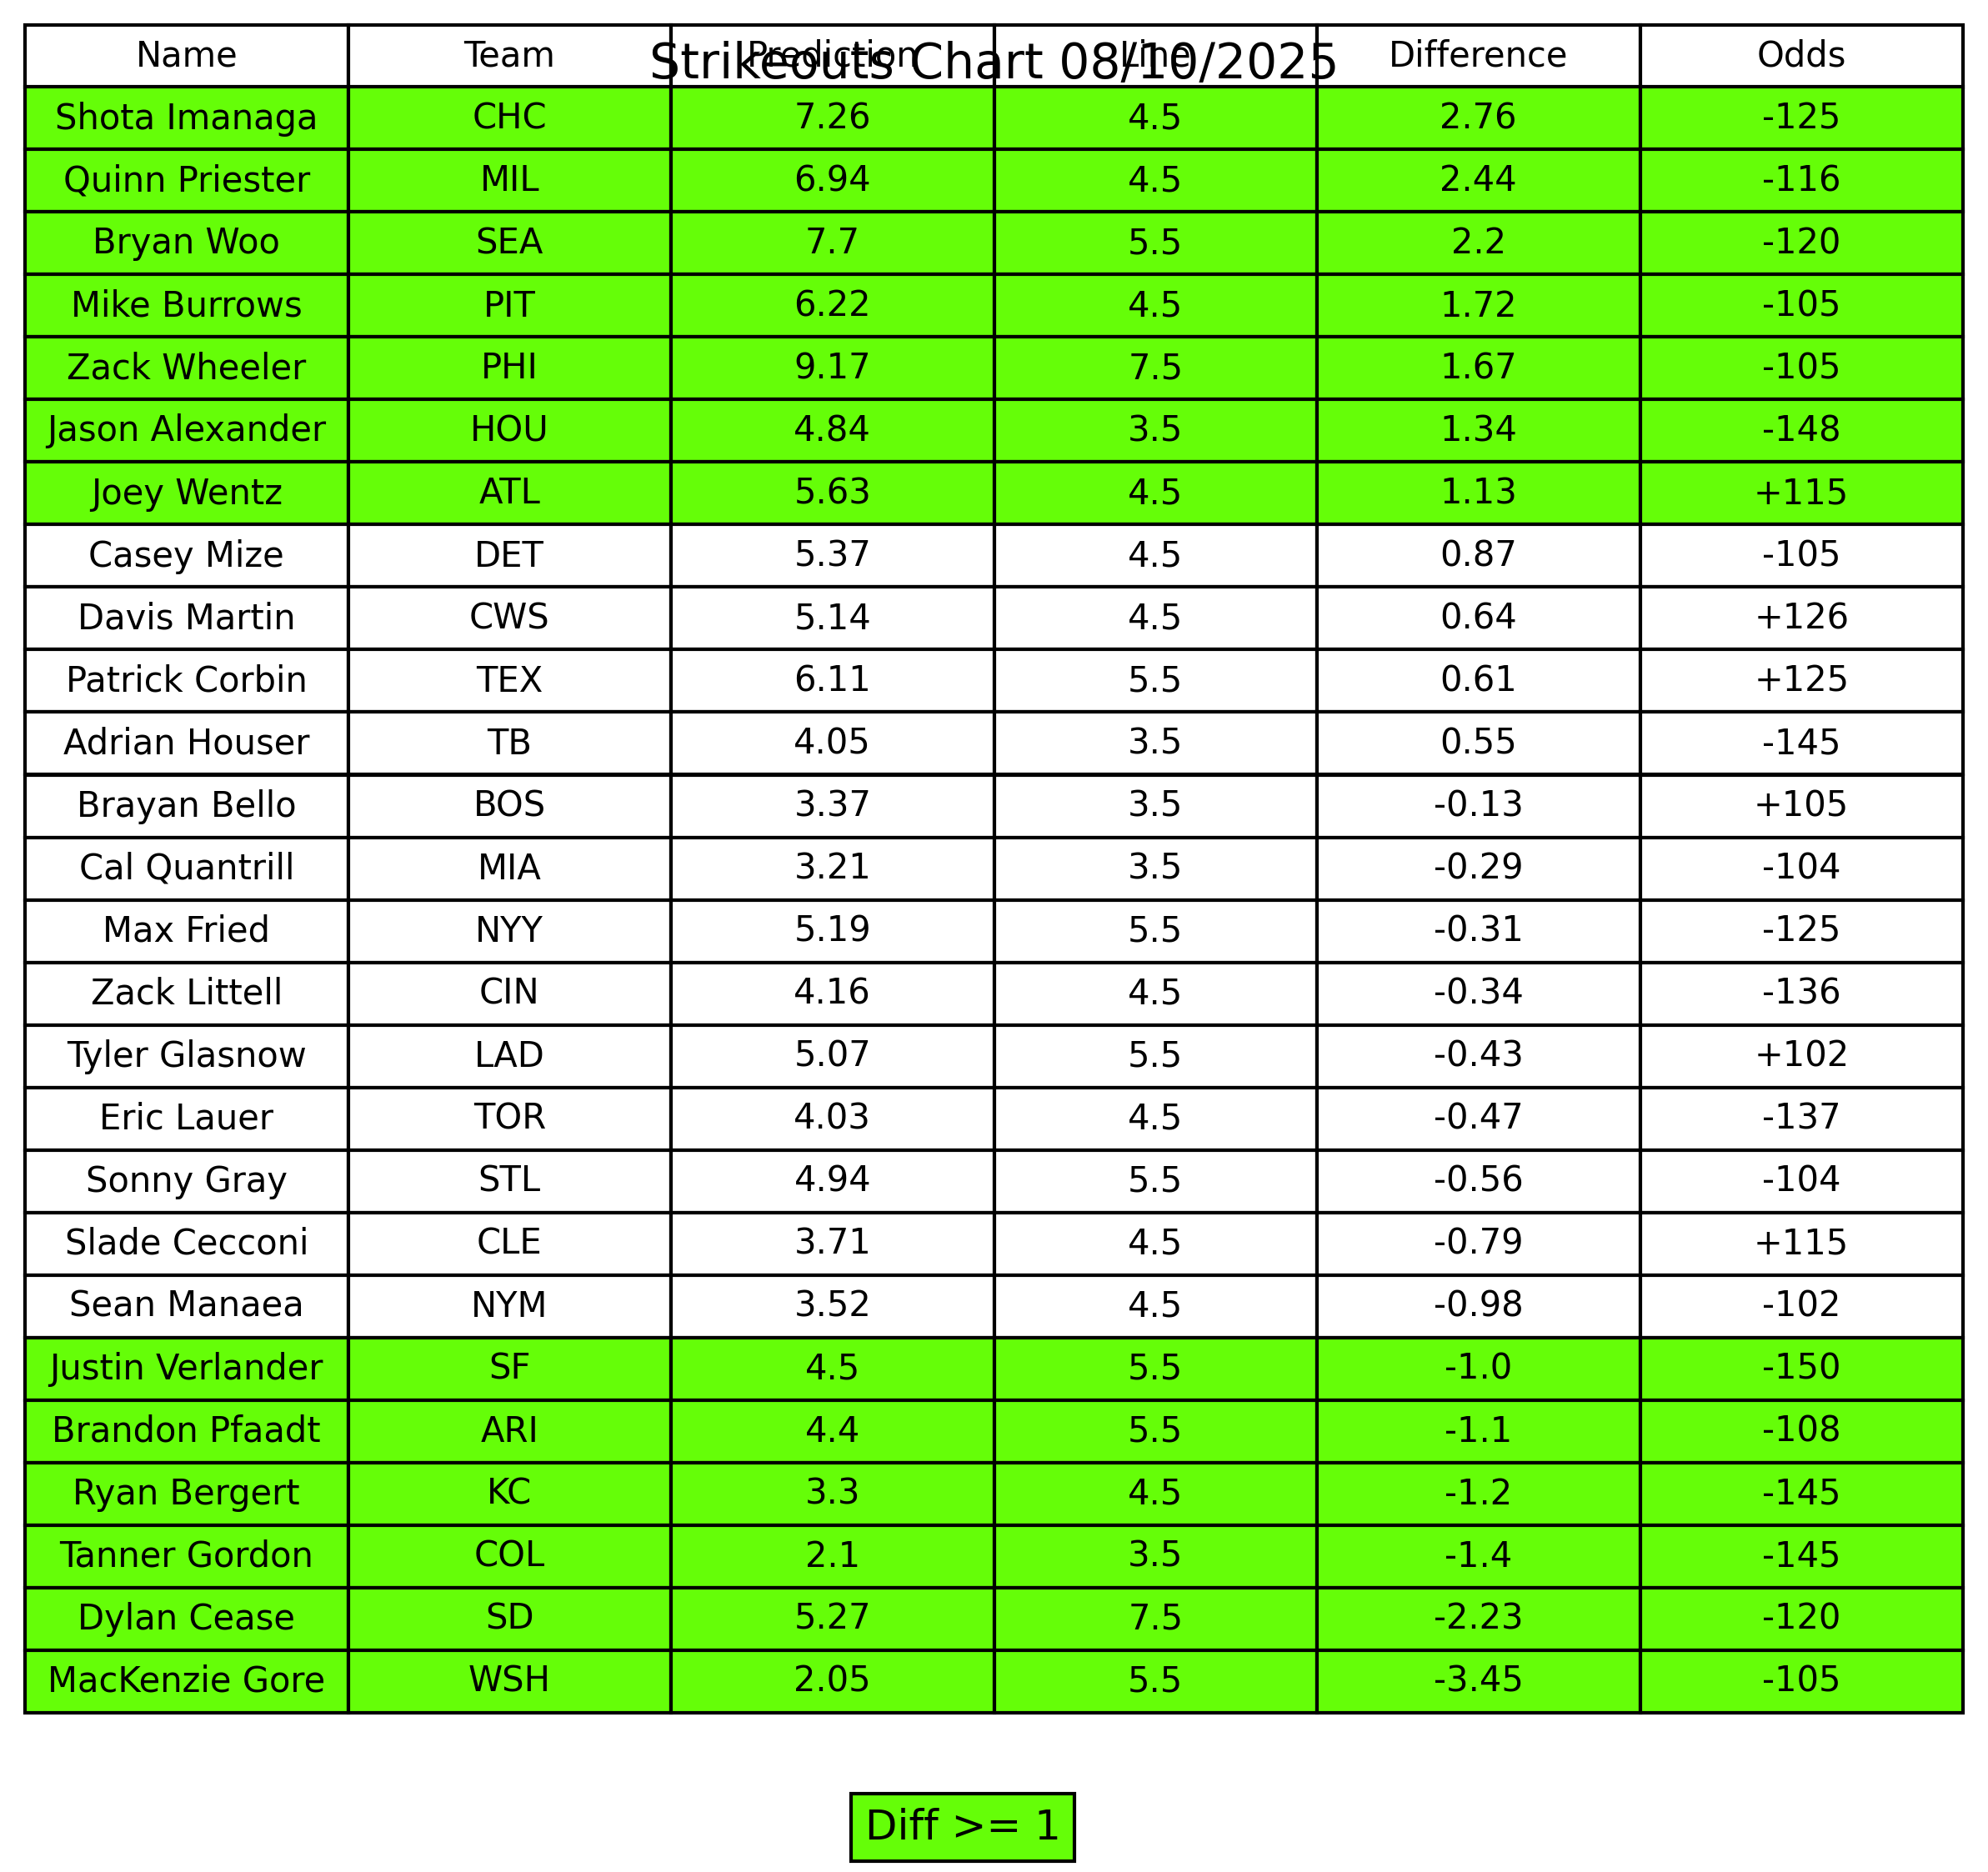 Strikeouts Chart 08/10/2025
Name Team Prediction Line Difference Odds
Shota Imanaga CHC 7.26 4.5 2.76 -125
Quinn Priester MIL 6.94 4.5 2.44 -116
Bryan Woo SEA 7.7 5.5 2.2 -120
Mike Burrows PIT 6.22 4.5 1.72 -105
Zack Wheeler PHI 9.17 7.5 1.67 -105
Jason Alexander HOU 4.84 3.5 1.34 -148
Joey Wentz ATL 5.63 4.5 1.13 +115
Casey Mize DET 5.37 4.5 0.87 -105
Davis Martin CWS 5.14 4.5 0.64 +126
Patrick Corbin TEX 6.11 5.5 0.61 +125
Adrian Houser TB 4.05 3.5 0.55 -145
Brayan Bello BOS 3.37 3.5 -0.13 +105
Cal Quantrill MIA 3.21 3.5 -0.29 -104
Max Fried NYY 5.19 5.5 -0.31 -125
Zack Littell CIN 4.16 4.5 -0.34 -136
Tyler Glasnow LAD 5.07 5.5 -0.43 +102
Eric Lauer TOR 4.03 4.5 -0.47 -137
Sonny Gray STL 4.94 5.5 -0.56 -104
Slade Cecconi CLE 3.71 4.5 -0.79 +115
Sean Manaea NYM 3.52 4.5 -0.98 -102
Justin Verlander SF 4.5 5.5 -1.0 -150
Brandon Pfaadt ARI 4.4 5.5 -1.1 -108
Ryan Bergert KC 3.3 4.5 -1.2 -145
Tanner Gordon COL 2.1 3.5 -1.4 -145
Dylan Cease SD 5.27 7.5 -2.23 -120
MacKenzie Gore WSH 2.05 5.5 -3.45 -105
Diff >= 1